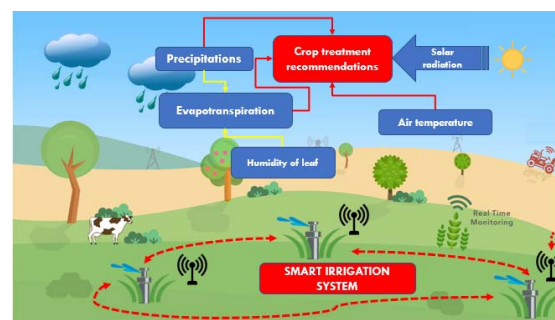 Precipitations
Crop treatment
recommendations
Solar
radiation
Evapotranspiration
Air temperature
Humidity of leaf
Real Time
Monitoring
SMART IRRIGATION
SYSTEM